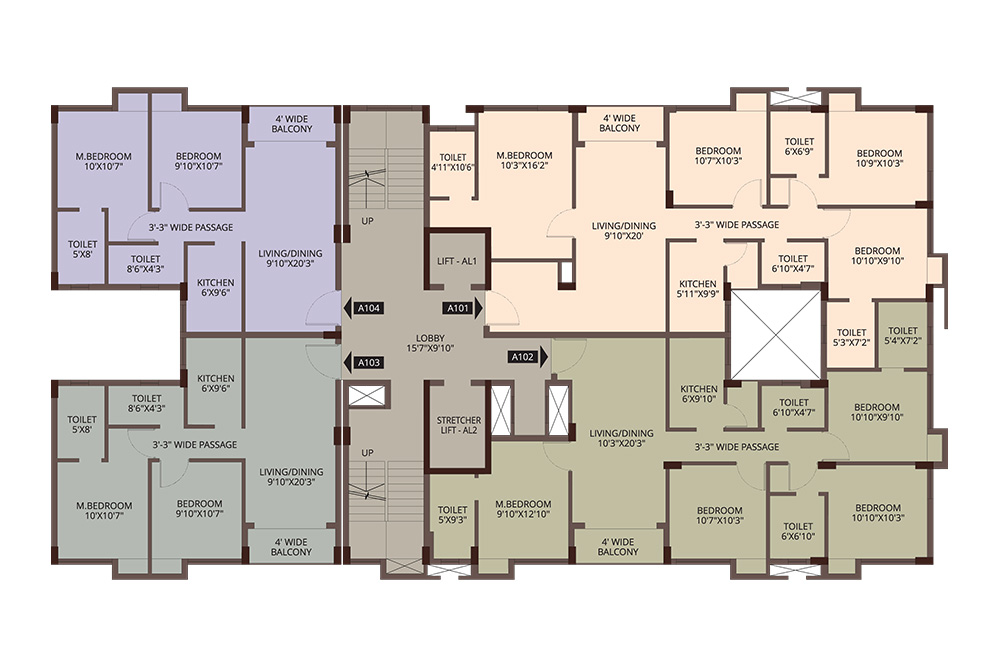 M.BEDROOM
10'X10'7"
BEDROOM
9'10"X10'7"
4' WIDE
BALCONY
TOILET
5'X8'
3'-3" WIDE PASSAGE
TOILET
8'6"X4'3"
LIVING/DINING
9'10"X20'3"
KITCHEN
6'X9'6"
UP
LIFT - AL1
A104
A101
LOBBY
15'7"X9'10"
A103
A102
TOILET
4'11"X10'6"
M.BEDROOM
10'3"X16'2"
4' WIDE
BALCONY
BEDROOM
10'7"X10'3"
TOILET
6'X6'9"
BEDROOM
10'9"X10'3"
LIVING/DINING
9'10"X20'
3'-3" WIDE PASSAGE
BEDROOM
10'10"X9'10"
TOILET
6'10"X4'7"
KITCHEN
5'11"X9'9"
TOILET
5'3"X7'2"
TOILET
5'4"X7'2"
KITCHEN
6'X9'6"
TOILET
8'6"X4'3"
TOILET
5'X8'
3'-3" WIDE PASSAGE
LIVING/DINING
9'10"X20'3"
M.BEDROOM
10'X10'7"
BEDROOM
9'10"X10'7"
4' WIDE
BALCONY
UP
STRETCHER
LIFT - AL2
KITCHEN
6'X9'10"
TOILET
6'10"X4'7"
BEDROOM
10'10"X9'10"
LIVING/DINING
10'3"X20'3"
3'-3" WIDE PASSAGE
TOILET
5'X9'3"
M.BEDROOM
9'10"X12'10"
4' WIDE
BALCONY
BEDROOM
10'7"X10'3"
TOILET
6'X6'10"
BEDROOM
10'10"X10'3"